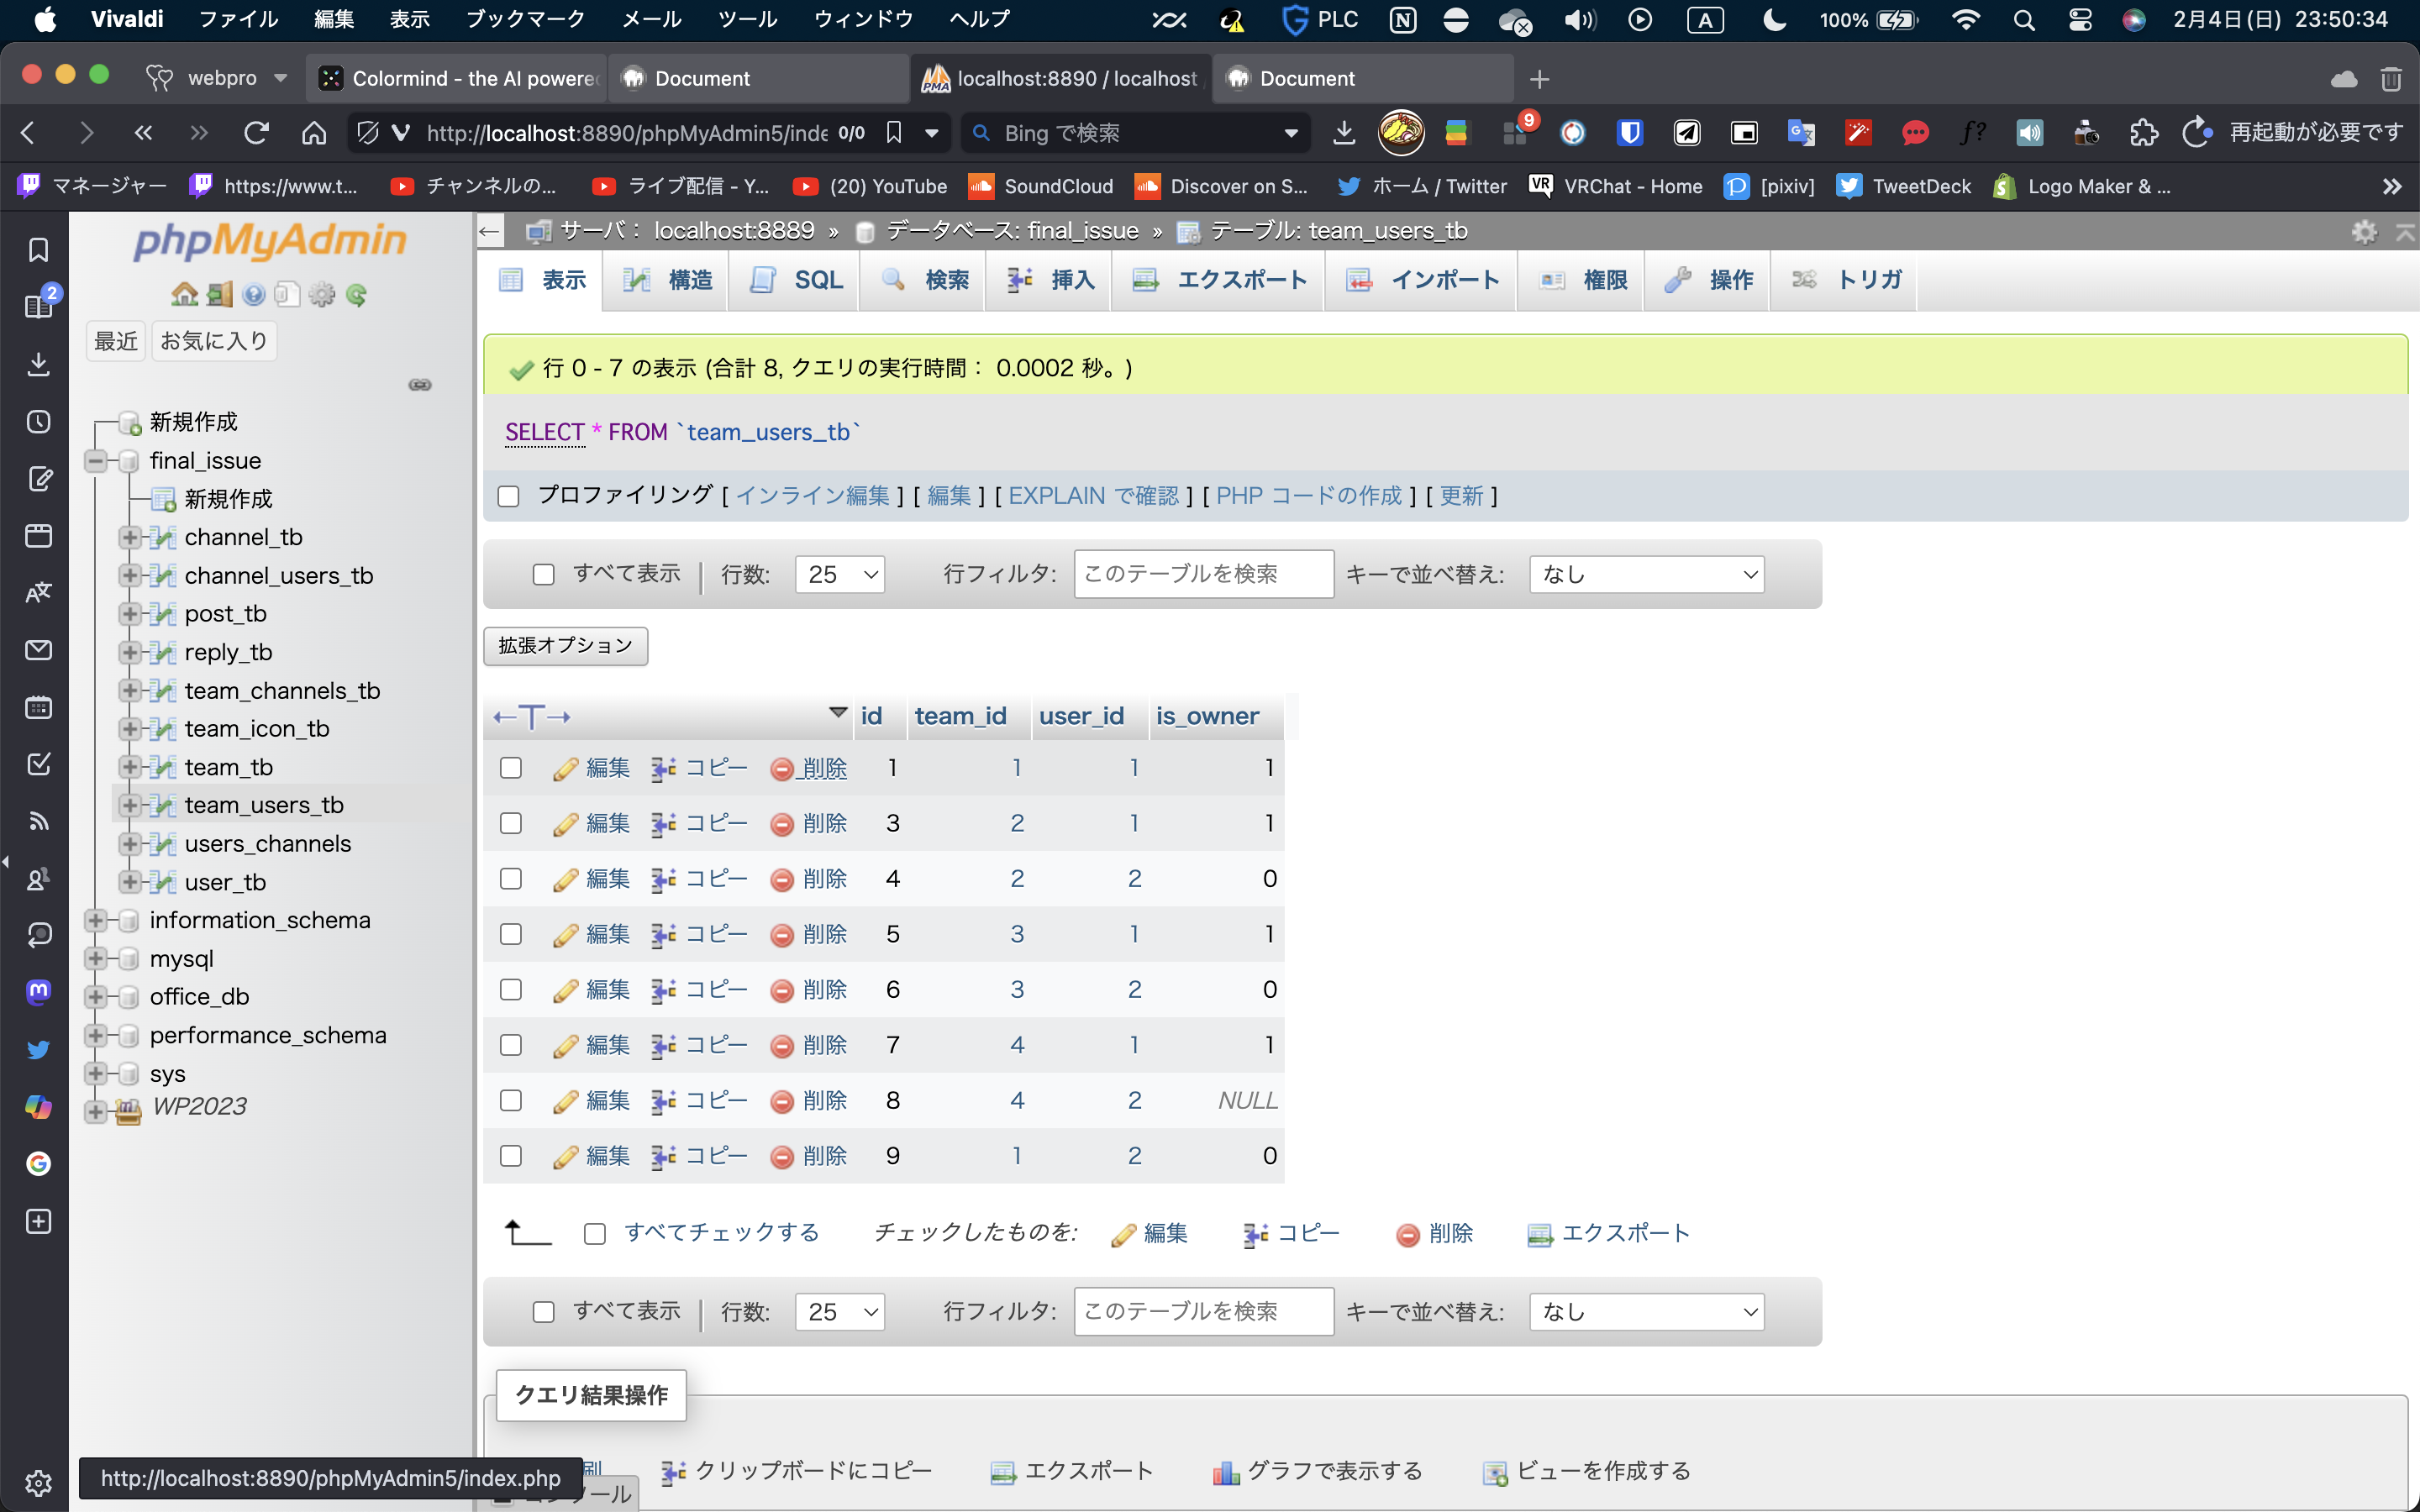 Vivaldi ファイル 編集 表示 ブックマーク メール ツール ウィンドウ ヘルプ PLC A 100% 2月4日(日) 23:50:34
webpro Colormind - the AI powere Document localhost:8890 / localhost Document
http://localhost:8890/phpMyAdmin5/inde 0/0 Bing で検索 9 f? 再起動が必要です
マネージャー https://www.t... チャンネルの... ライブ配信 - Y... (20) YouTube SoundCloud Discover on S... ホーム / Twitter VRChat - Home [pixiv] TweetDeck Logo Maker & ...
2
phpMyAdmin
最近 お気に入り
新規作成
final_issue
新規作成
channel_tb
channel_users_tb
post_tb
reply_tb
team_channels_tb
team_icon_tb
team_tb
team_users_tb
users_channels
user_tb
information_schema
mysql
office_db
performance_schema
sys
WP2023
http://localhost:8890/phpMyAdmin5/index.php
サーバ: localhost:8889 » データベース: final_issue » テーブル: team_users_tb
表示 構造 SQL 検索 挿入 エクスポート インポート 権限 操作 トリガ
行 0 - 7 の表示 (合計 8, クエリの実行時間: 0.0002 秒。)
SELECT * FROM `team_users_tb`
プロファイリング [ インライン編集 ] [ 編集 ] [ EXPLAIN で確認 ] [ PHP コードの作成 ] [ 更新 ]
すべて表示 行数: 25 行フィルタ: このテーブルを検索 キーで並べ替え: なし
拡張オプション
←T→ id team_id user_id is_owner
編集 コピー 削除 1 1 1 1
編集 コピー 削除 3 2 1 1
編集 コピー 削除 4 2 2 0
編集 コピー 削除 5 3 1 1
編集 コピー 削除 6 3 2 0
編集 コピー 削除 7 4 1 1
編集 コピー 削除 8 4 2 NULL
編集 コピー 削除 9 1 2 0
すべてチェックする チェックしたものを: 編集 コピー 削除 エクスポート
すべて表示 行数: 25 行フィルタ: このテーブルを検索 キーで並べ替え: なし
クエリ結果操作
刷 クリップボードにコピー エクスポート グラフで表示する ビューを作成する